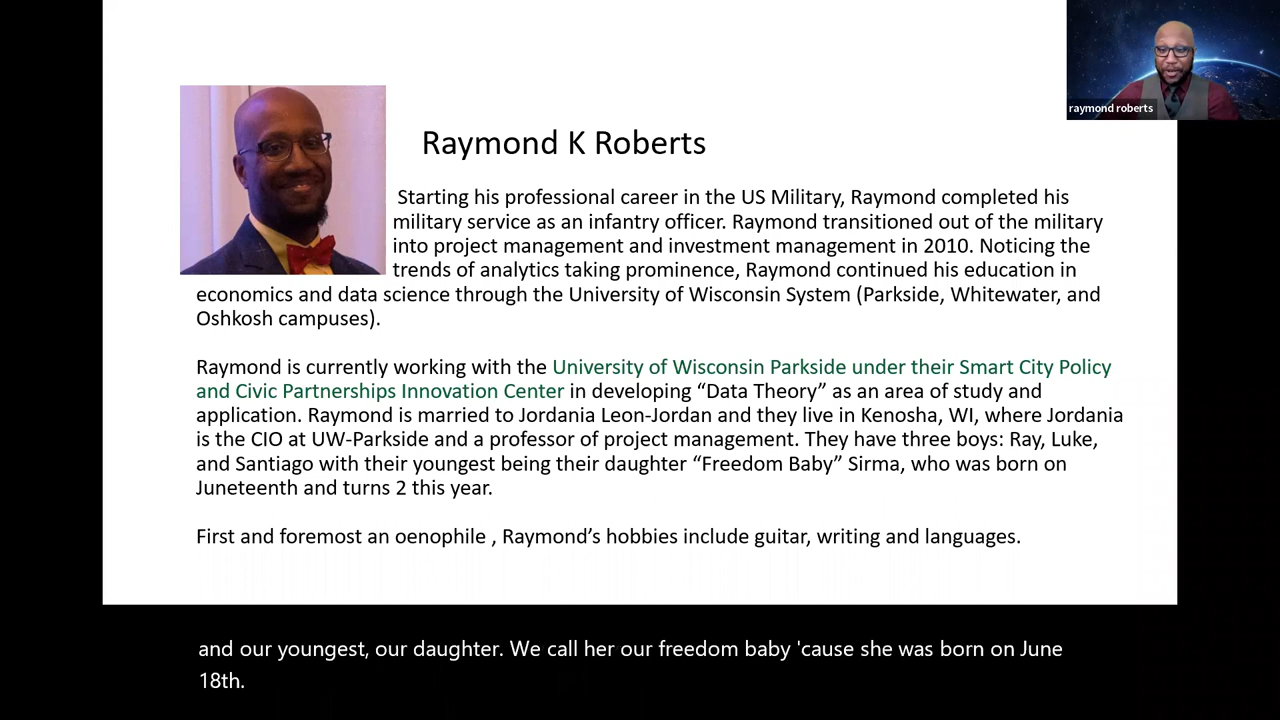 raymond roberts
Raymond K Roberts
Starting his professional career in the US Military, Raymond completed his
military service as an infantry officer. Raymond transitioned out of the military
into project management and investment management in 2010. Noticing the
trends of analytics taking prominence, Raymond continued his education in
economics and data science through the University of Wisconsin System (Parkside, Whitewater, and
Oshkosh campuses).
Raymond is currently working with the University of Wisconsin Parkside under their Smart City Policy
and Civic Partnerships Innovation Center in developing “Data Theory” as an area of study and
application. Raymond is married to Jordania Leon-Jordan and they live in Kenosha, WI, where Jordania
is the CIO at UW-Parkside and a professor of project management. They have three boys: Ray, Luke,
and Santiago with their youngest being their daughter “Freedom Baby” Sirma, who was born on
Juneteenth and turns 2 this year.
First and foremost an oenophile , Raymond’s hobbies include guitar, writing and languages.
and our youngest, our daughter. We call her our freedom baby 'cause she was born on June
18th.